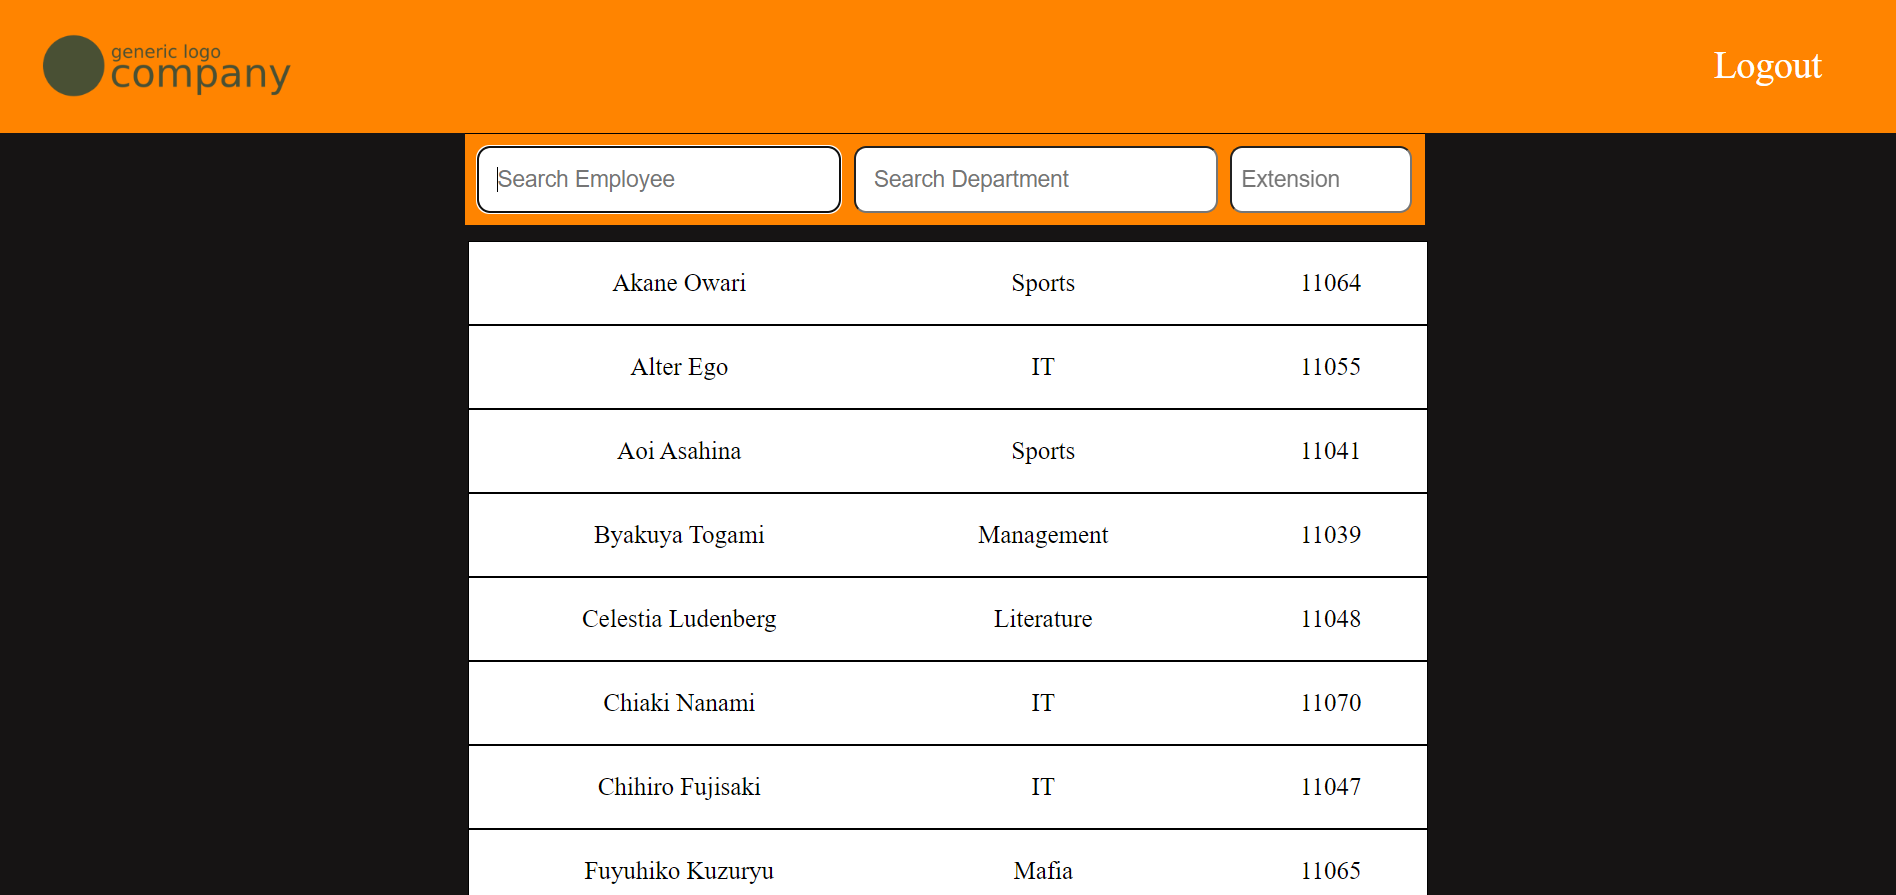 generic logo
company
Logout
Search Employee Search Department Extension
Akane Owari Sports 11064
Alter Ego IT 11055
Aoi Asahina Sports 11041
Byakuya Togami Management 11039
Celestia Ludenberg Literature 11048
Chiaki Nanami IT 11070
Chihiro Fujisaki IT 11047
Fuyuhiko Kuzuryu Mafia 11065